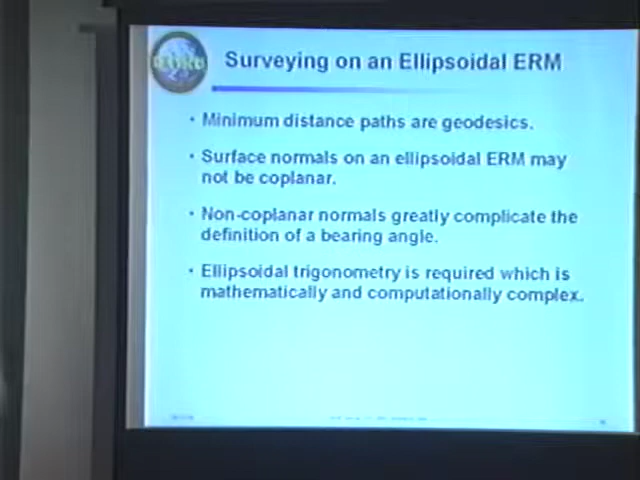 Surveying on an Ellipsoidal ERM
• Minimum distance paths are geodesics.
• Surface normals on an ellipsoidal ERM may
not be coplanar.
• Non-coplanar normals greatly complicate the
definition of a bearing angle.
• Ellipsoidal trigonometry is required which is
mathematically and computationally complex.